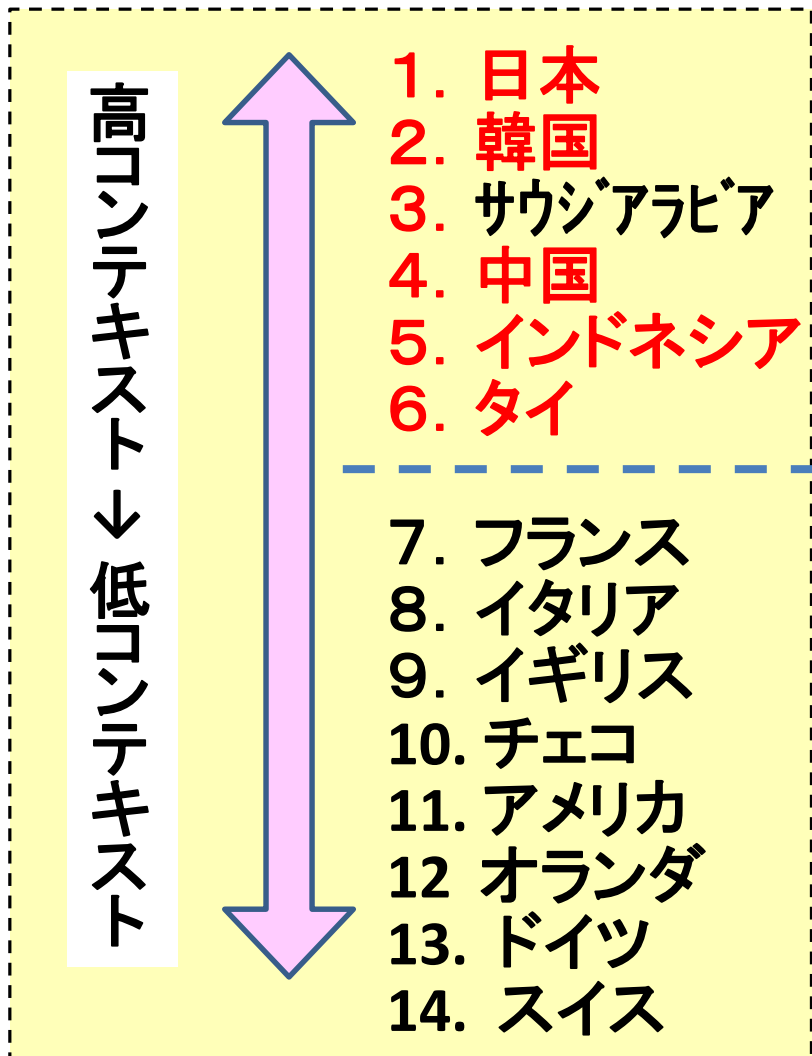 高コンテキスト→低コンテキスト
１．日本
２．韓国
３．サウジアラビア
４．中国
５．インドネシア
６．タイ
７．フランス
８．イタリア
９．イギリス
10. チェコ
11. アメリカ
12 オランダ
13. ドイツ
14. スイス